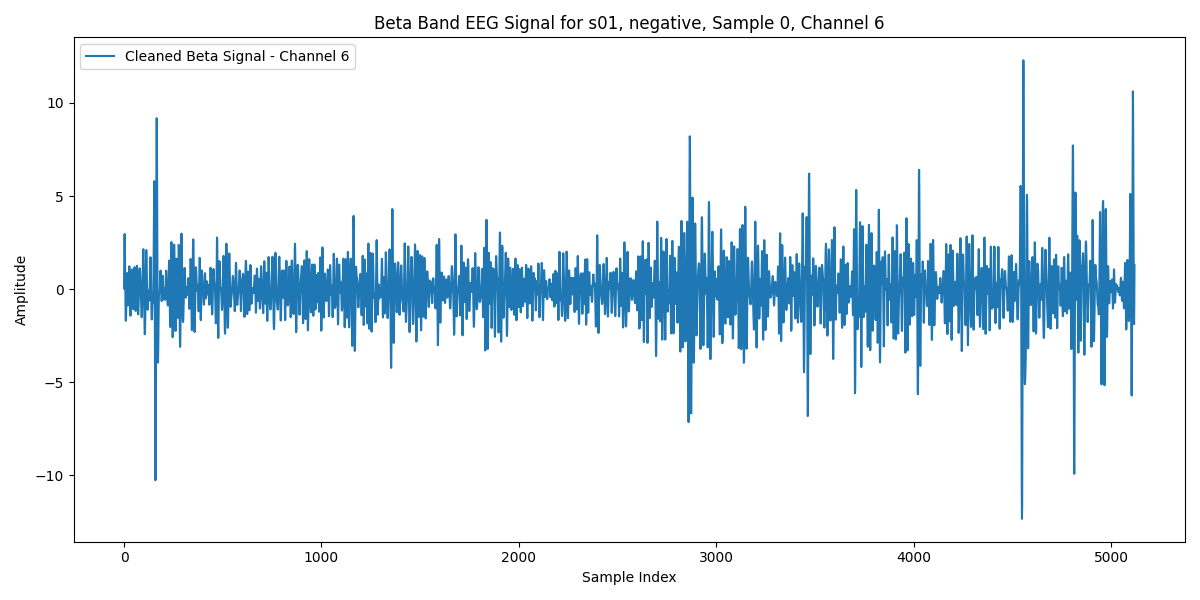 Beta Band EEG Signal for s01, negative, Sample 0, Channel 6
Cleaned Beta Signal - Channel 6
10
5
0
−5
−10
Amplitude
0 1000 2000 3000 4000 5000
Sample Index